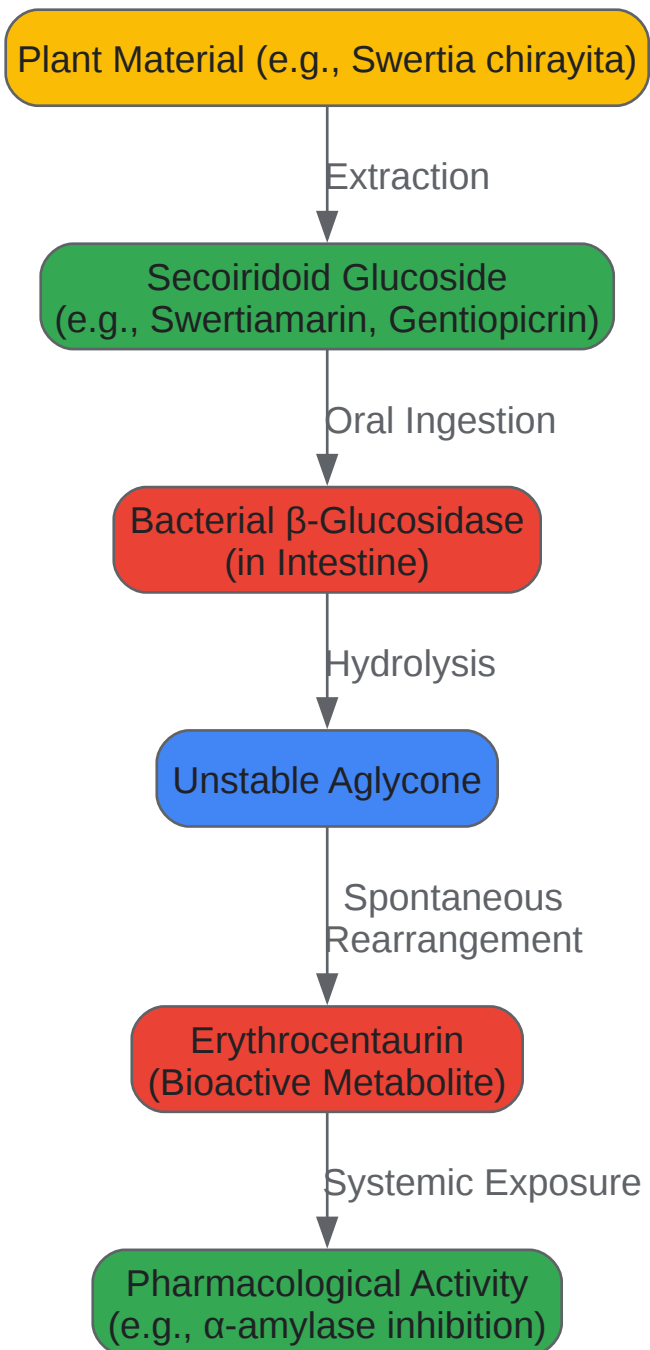 Plant Material (e.g., Swertia chirayita)
Extraction
Secoiridoid Glucoside
(e.g., Swertiamarin, Gentiopicrin)
Oral Ingestion
Bacterial β-Glucosidase
(in Intestine)
Hydrolysis
Unstable Aglycone
Spontaneous
Rearrangement
Erythrocentaurin
(Bioactive Metabolite)
Systemic Exposure
Pharmacological Activity
(e.g., α-amylase inhibition)